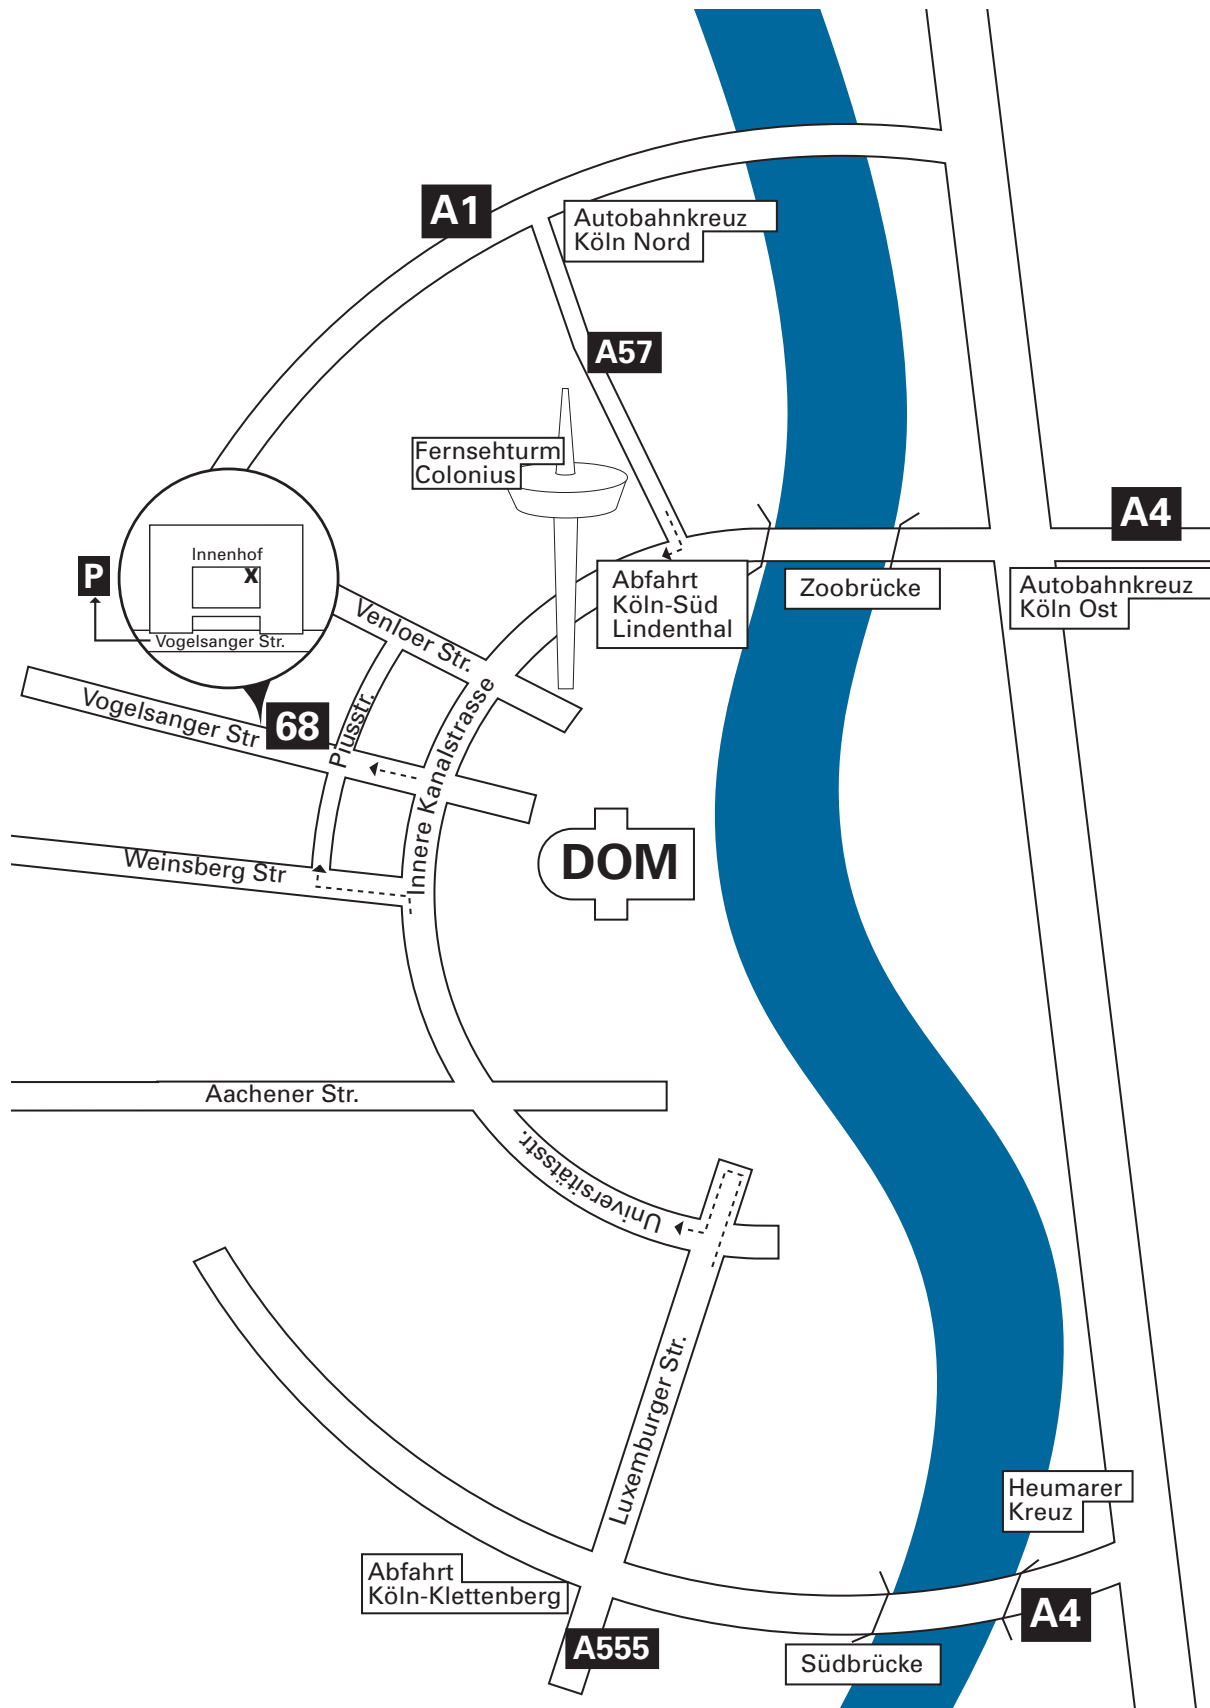 A1
Autobahnkreuz
Köln Nord
A57
Fernsehturm
Colonius
A4
Innenhof
X
P
Vogelsanger Str.
Abfahrt
Köln-Süd
Lindenthal
Zoobrücke
Autobahnkreuz
Köln Ost
Venloer Str.
Vogelsanger Str
68
Piusstr.
Innere Kanalstrasse
DOM
Weinsberg Str
Aachener Str.
Universitätsstr.
Luxemburger Str.
Heumarer
Kreuz
Abfahrt
Köln-Klettenberg
A4
A555
Südbrücke